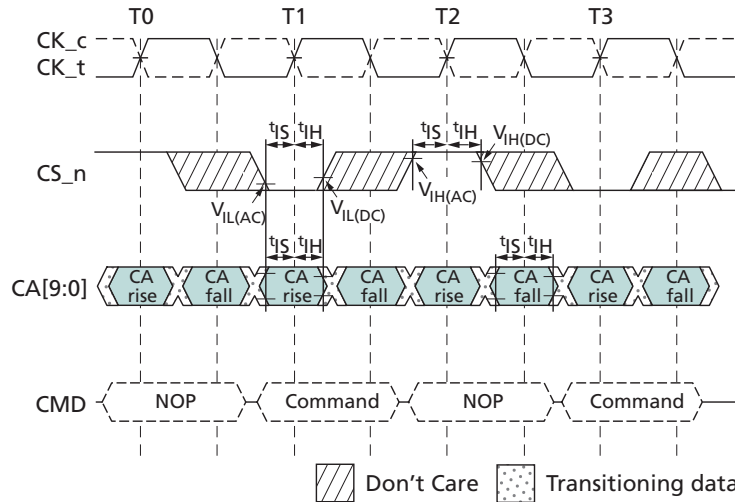 T0 T1 T2 T3
CK_c
CK_t
tIS tIH tIS tIH VIH(DC)
CS_n
VIL(AC) VIL(DC) VIH(AC)
tIS tIH tIS tIH
CA[9:0]
CA rise CA fall CA rise CA fall CA rise CA fall CA rise CA fall
CMD NOP Command NOP Command
Don't Care Transitioning data